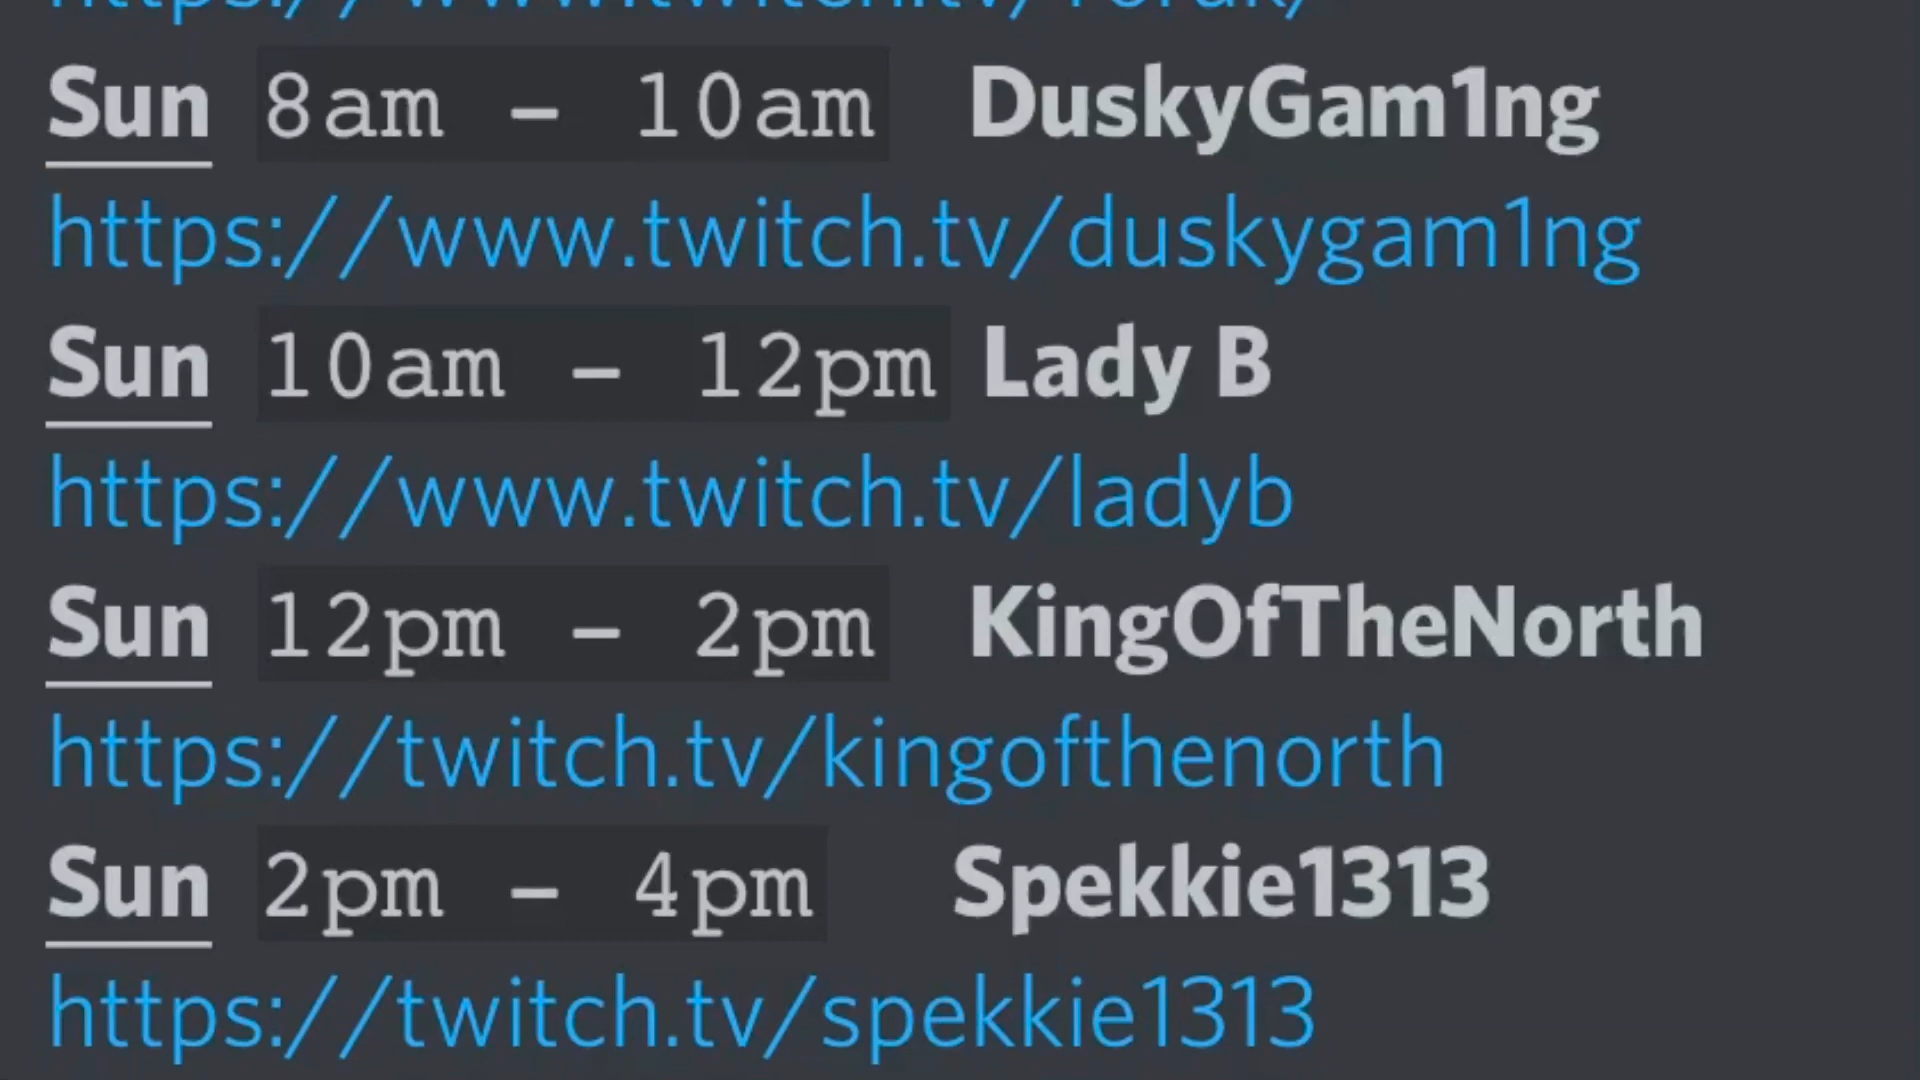 Sun 8am – 10am DuskyGam1ng
https://www.twitch.tv/duskygam1ng
Sun 10am – 12pm Lady B
https://www.twitch.tv/ladyb
Sun 12pm – 2pm KingOfTheNorth
https://twitch.tv/kingofthenorth
Sun 2pm – 4pm Spekkie1313
https://twitch.tv/spekkie1313